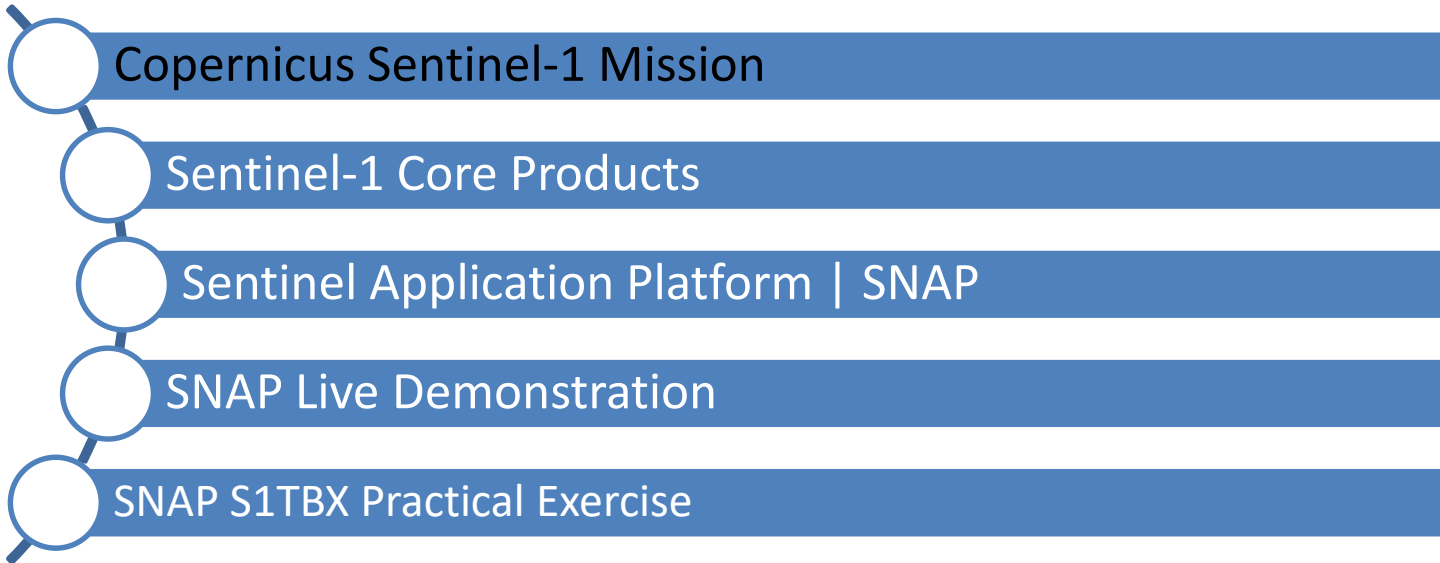 Copernicus Sentinel-1 Mission
Sentinel-1 Core Products
Sentinel Application Platform | SNAP
SNAP Live Demonstration
SNAP S1TBX Practical Exercise